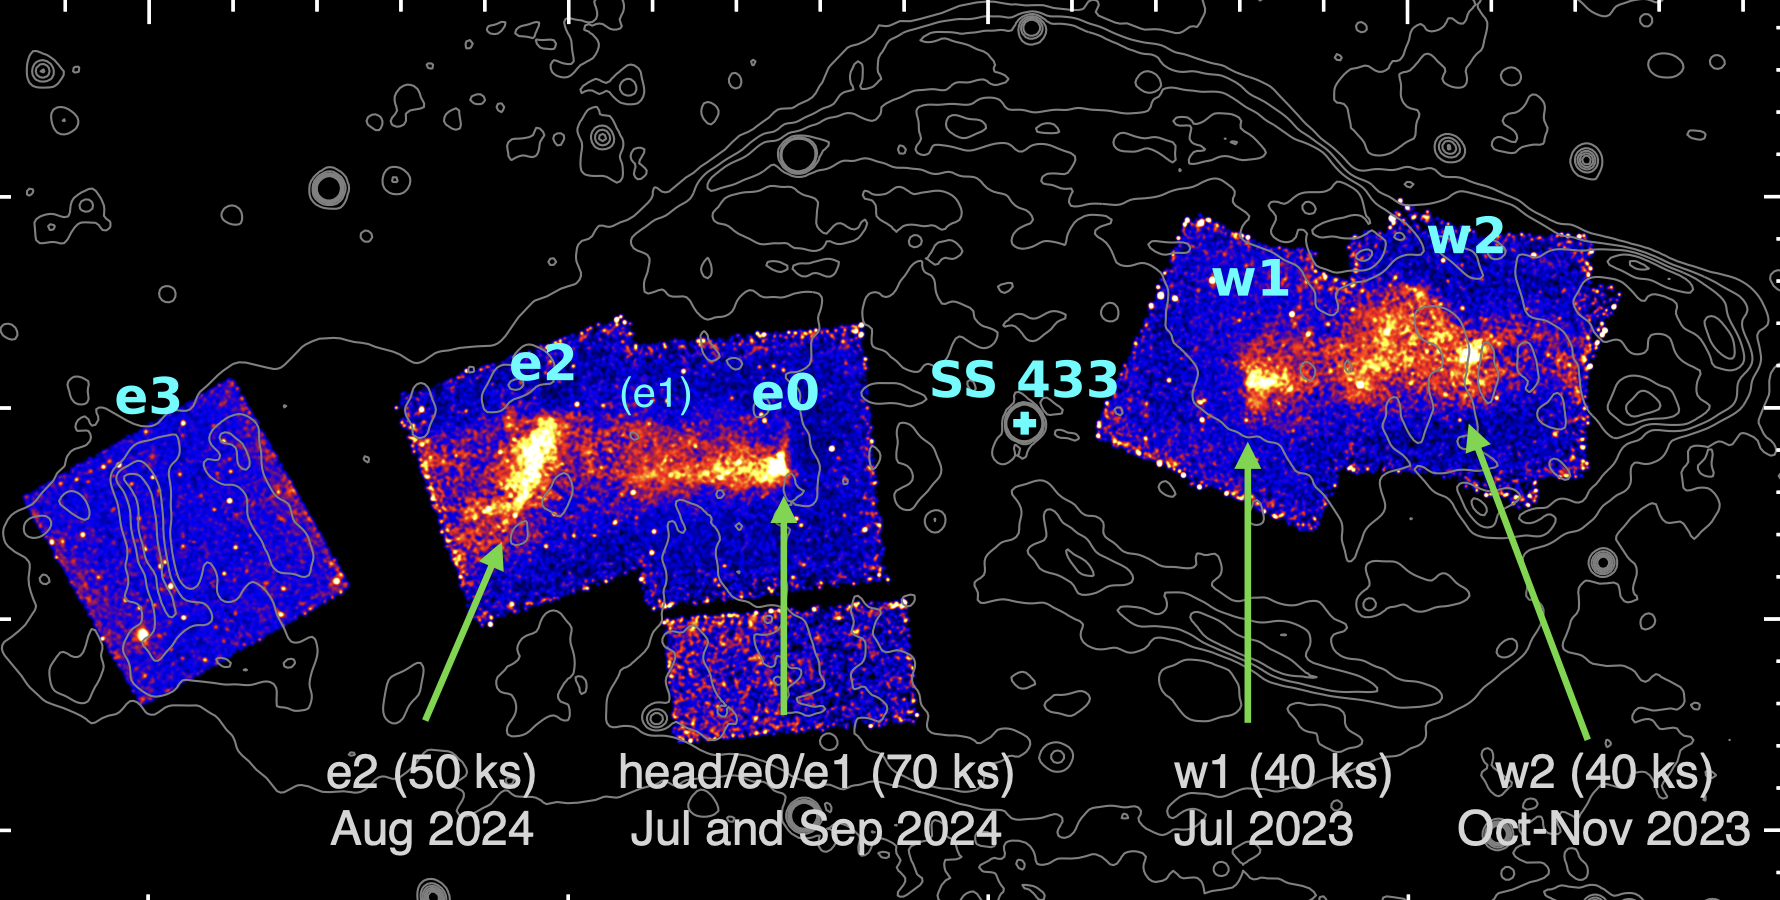 w2
w1
e2
SS 433
e3
(e1)
e0
e2 (50 ks)
Aug 2024
head/e0/e1 (70 ks)
Jul and Sep 2024
w1 (40 ks)
Jul 2023
w2 (40 ks)
Oct-Nov 2023